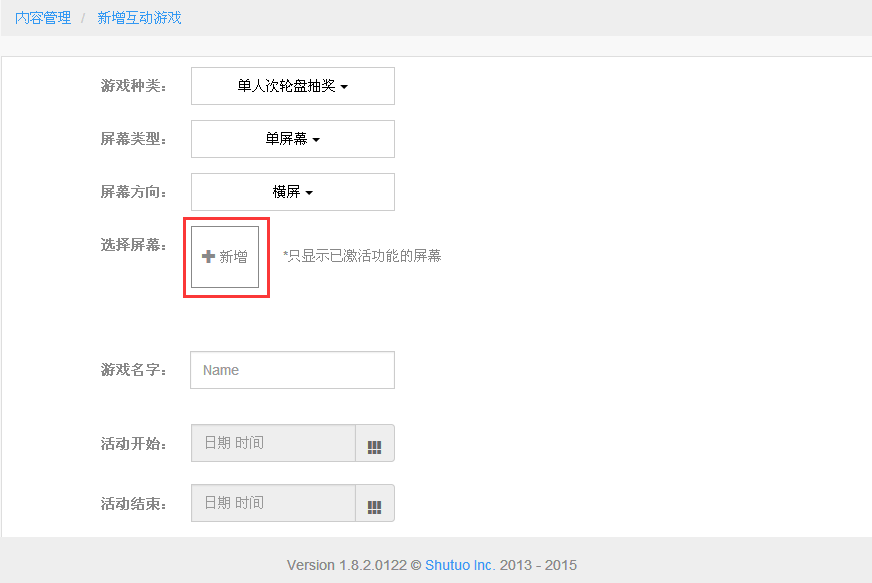 内容管理 / 新增互动游戏
游戏种类： 单人次轮盘抽奖
屏幕类型： 单屏幕
屏幕方向： 横屏
选择屏幕： 新增 *只显示已激活功能的屏幕
游戏名字： Name
活动开始： 日期 时间
活动结束： 日期 时间
Version 1.8.2.0122 © Shutuo Inc. 2013 - 2015